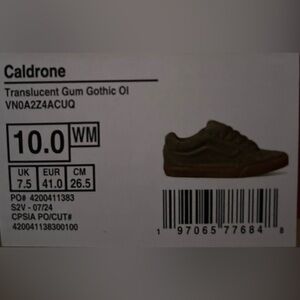 Caldrone
Translucent Gum Gothic Ol
VN0A2Z4ACUQ
10.0 WM
UK EUR CM
7.5 41.0 26.5
PO# 4200411383
S2V - 07/24
CPSIA PO/CUT#
420041138300100
1 97065 77684 8